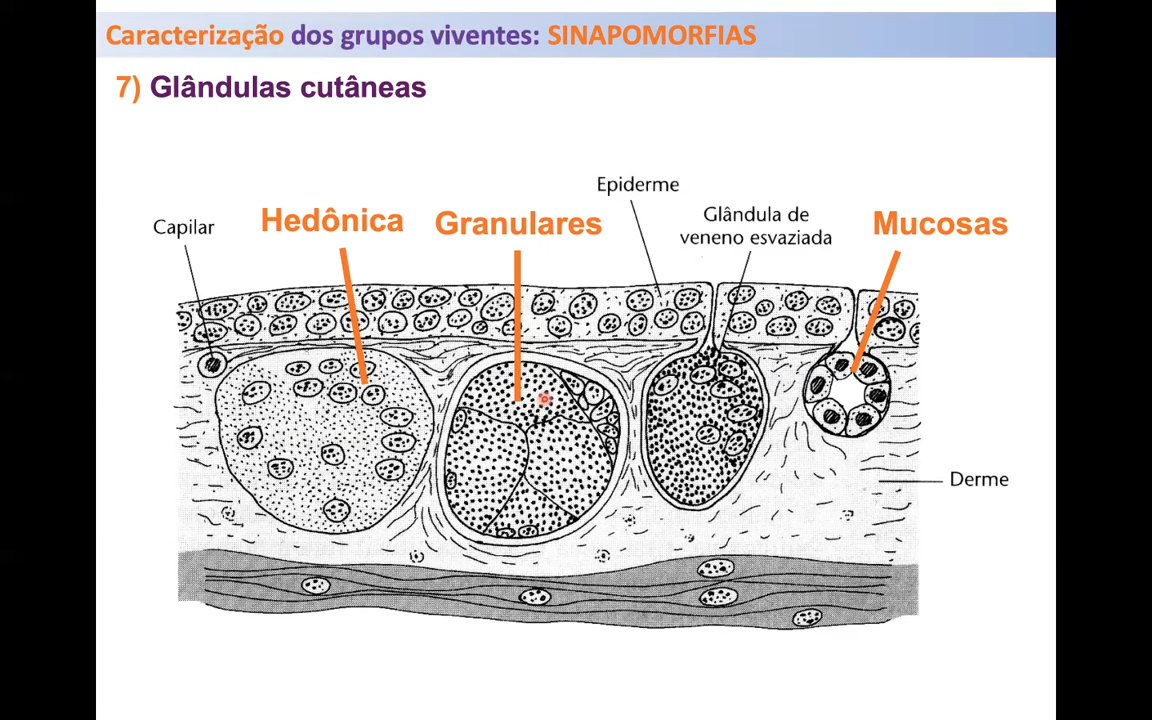 Caracterização dos grupos viventes: SINAPOMORFIAS
7) Glândulas cutâneas
Epiderme
Capilar
Hedônica
Granulares
Glândula de
veneno esvaziada
Mucosas
Derme